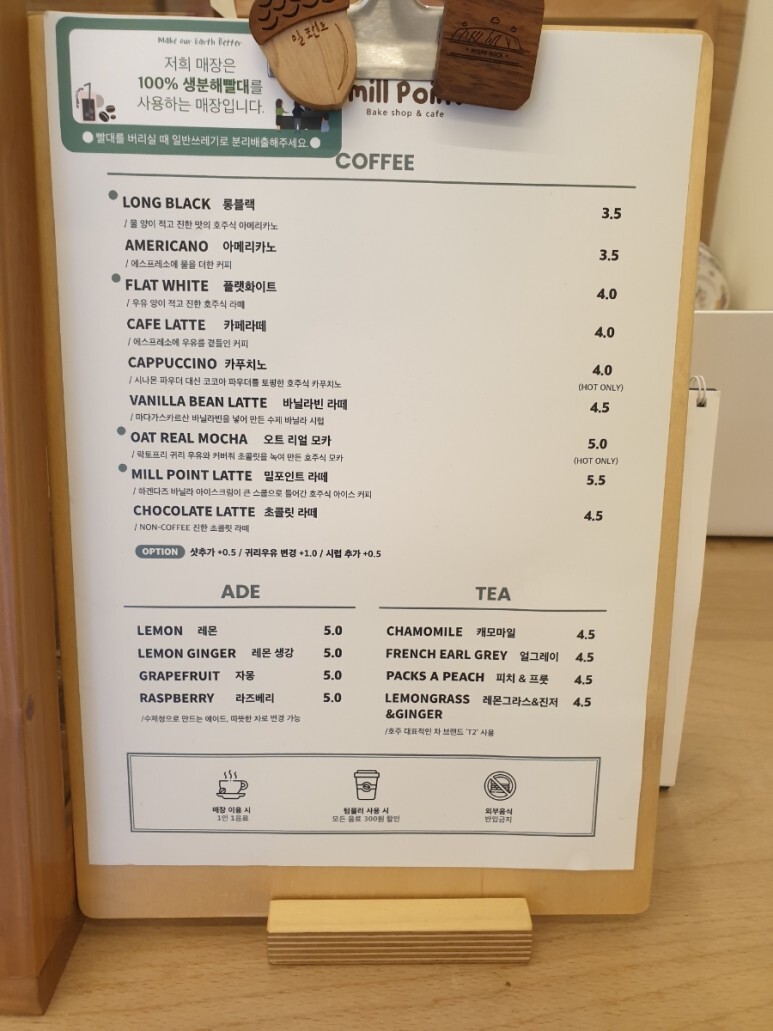 Make our Earth Better
저희 매장은
100% 생분해빨대를
사용하는 매장입니다.
● 빨대를 버리실 때 일반쓰레기로 분리배출해주세요 ●
mill Poin
Bake shop & cafe
COFFEE
LONG BLACK 롱블랙 3.5
/ 물 양이 적고 진한 맛의 호주식 아메리카노
AMERICANO 아메리카노 3.5
/ 에스프레소에 물을 더한 커피
FLAT WHITE 플랫화이트 4.0
/ 우유 양이 적고 진한 호주식 라떼
CAFE LATTE 카페라떼 4.0
/ 에스프레소에 우유를 곁들인 커피
CAPPUCCINO 카푸치노 4.0
/ 시나몬 파우더 대신 코코아 파우더를 토핑한 호주식 카푸치노 (HOT ONLY)
VANILLA BEAN LATTE 바닐라빈 라떼 4.5
/ 마다가스카르산 바닐라빈을 넣어 만든 수제 바닐라 시럽
OAT REAL MOCHA 오트 리얼 모카 5.0
/ 락토프리 귀리 우유와 커버춰 초콜릿을 녹여 만든 호주식 모카 (HOT ONLY)
MILL POINT LATTE 밀포인트 라떼 5.5
/ 하겐다즈 바닐라 아이스크림이 큰 스쿱으로 들어간 호주식 아이스 커피
CHOCOLATE LATTE 초콜릿 라떼 4.5
/ NON-COFFEE 진한 초콜릿 라떼
OPTION 샷추가 +0.5 / 귀리우유 변경 +1.0 / 시럽 추가 +0.5
ADE
LEMON 레몬 5.0
LEMON GINGER 레몬 생강 5.0
GRAPEFRUIT 자몽 5.0
RASPBERRY 라즈베리 5.0
/수제청으로 만드는 에이드, 따뜻한 차로 변경 가능
TEA
CHAMOMILE 캐모마일 4.5
FRENCH EARL GREY 얼그레이 4.5
PACKS A PEACH 피치 & 프룻 4.5
LEMONGRASS 레몬그라스&진저 4.5
&GINGER
/호주 대표적인 차 브랜드 'T2' 사용
매장 이용 시
1인 1음료
텀블러 사용 시
모든 음료 300원 할인
외부음식
반입금지